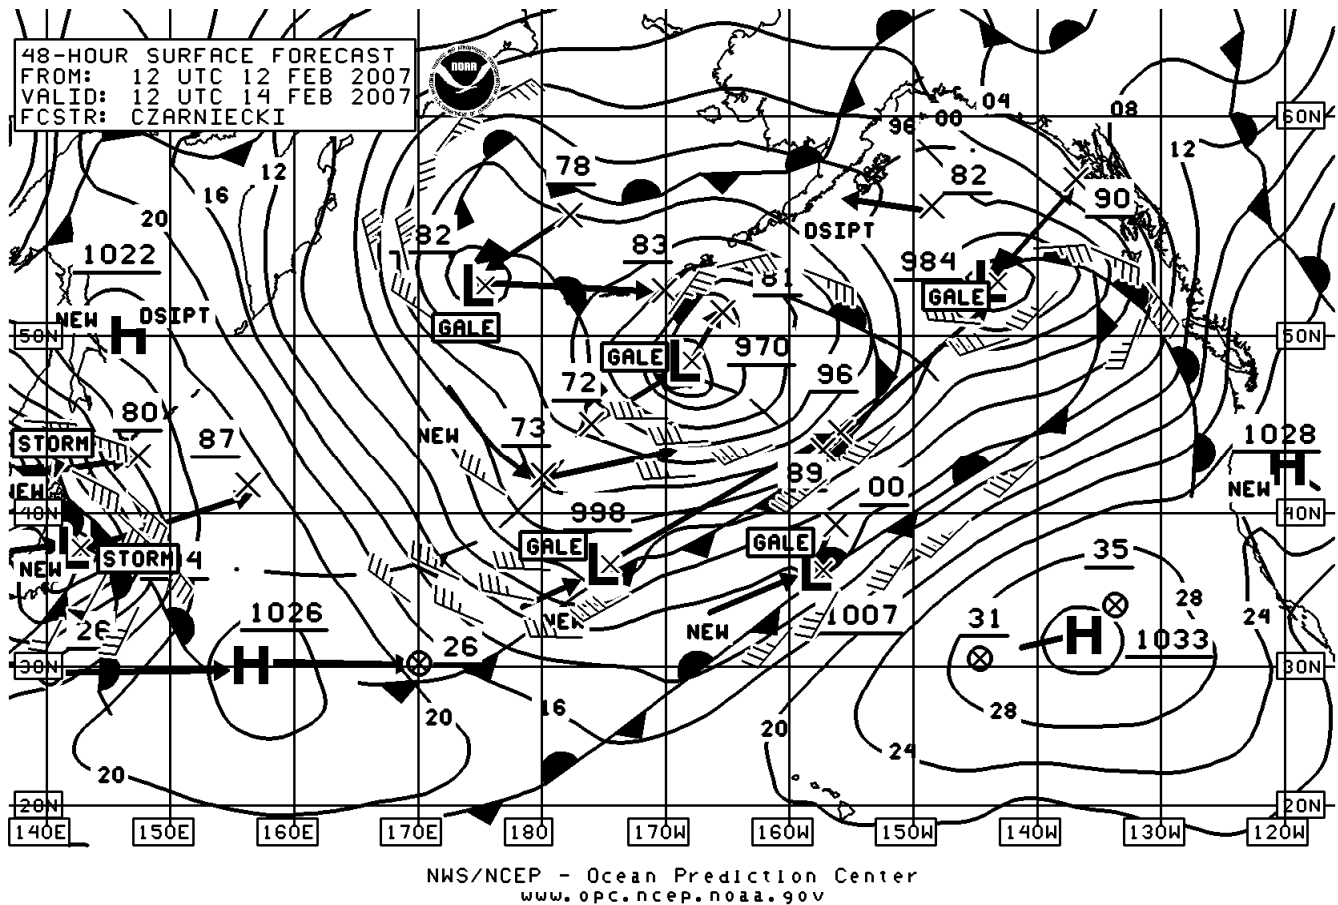 48-HOUR SURFACE FORECAST
FROM: 12 UTC 12 FEB 2007
VALID: 12 UTC 14 FEB 2007
FCSTR: CZARNIECKI
NOAA
04
08
60N
96
00
12
12
78
82
16
90
20
82
83
DSIPT
1022
984
81
GALE
NEW
DSIPT
H
L
GALE
50N
50N
GALE
L
970
72
96
80
87
73
NEW
STORM
1028
H
89
00
NEW
NEW
40N
40N
998
GALE
L
GALE
L
STORM
4
35
NEW
L
28
24
1026
31
26
NEW
NEW
1007
H
1033
26
H
30N
30N
20
16
28
20
24
20
20N
20N
140E
150E
160E
170E
180
170W
160W
150W
140W
130W
120W
NWS/NCEP - Ocean Prediction Center
www.opc.ncep.noaa.gov